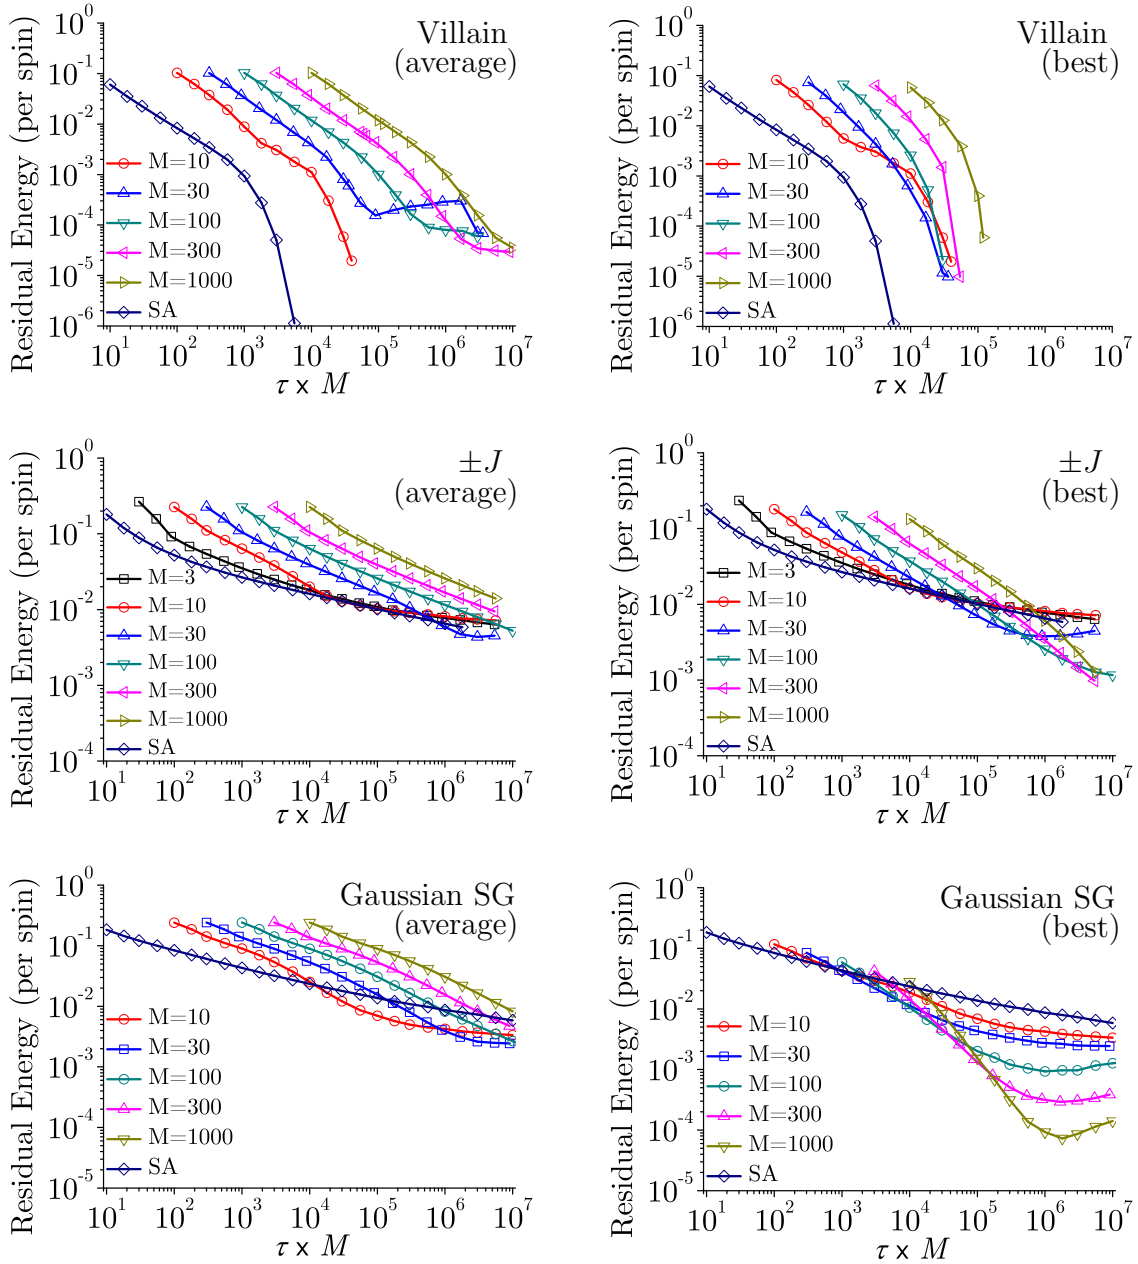 Residual Energy (per spin)
10^0
10^-1
10^-2
10^-3
10^-4
10^-5
10^-6
Villain
(average)
M=10
M=30
M=100
M=300
M=1000
SA
10^1 10^2 10^3 10^4 10^5 10^6 10^7
τ x M
Residual Energy (per spin)
10^0
10^-1
10^-2
10^-3
10^-4
10^-5
10^-6
Villain
(best)
M=10
M=30
M=100
M=300
M=1000
SA
10^1 10^2 10^3 10^4 10^5 10^6 10^7
τ x M
Residual Energy (per spin)
10^0
10^-1
10^-2
10^-3
10^-4
±J
(average)
M=3
M=10
M=30
M=100
M=300
M=1000
SA
10^1 10^2 10^3 10^4 10^5 10^6 10^7
τ x M
Residual Energy (per spin)
10^0
10^-1
10^-2
10^-3
10^-4
±J
(best)
M=3
M=10
M=30
M=100
M=300
M=1000
SA
10^1 10^2 10^3 10^4 10^5 10^6 10^7
τ x M
Residual Energy (per spin)
10^0
10^-1
10^-2
10^-3
10^-4
10^-5
Gaussian SG
(average)
M=10
M=30
M=100
M=300
M=1000
SA
10^1 10^2 10^3 10^4 10^5 10^6 10^7
τ x M
Residual Energy (per spin)
10^0
10^-1
10^-2
10^-3
10^-4
10^-5
Gaussian SG
(best)
M=10
M=30
M=100
M=300
M=1000
SA
10^1 10^2 10^3 10^4 10^5 10^6 10^7
τ x M